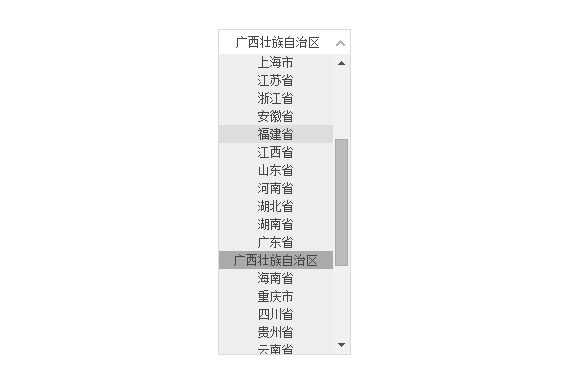 广西壮族自治区
上海市
江苏省
浙江省
安徽省
福建省
江西省
山东省
河南省
湖北省
湖南省
广东省
广西壮族自治区
海南省
重庆市
四川省
贵州省
云南省